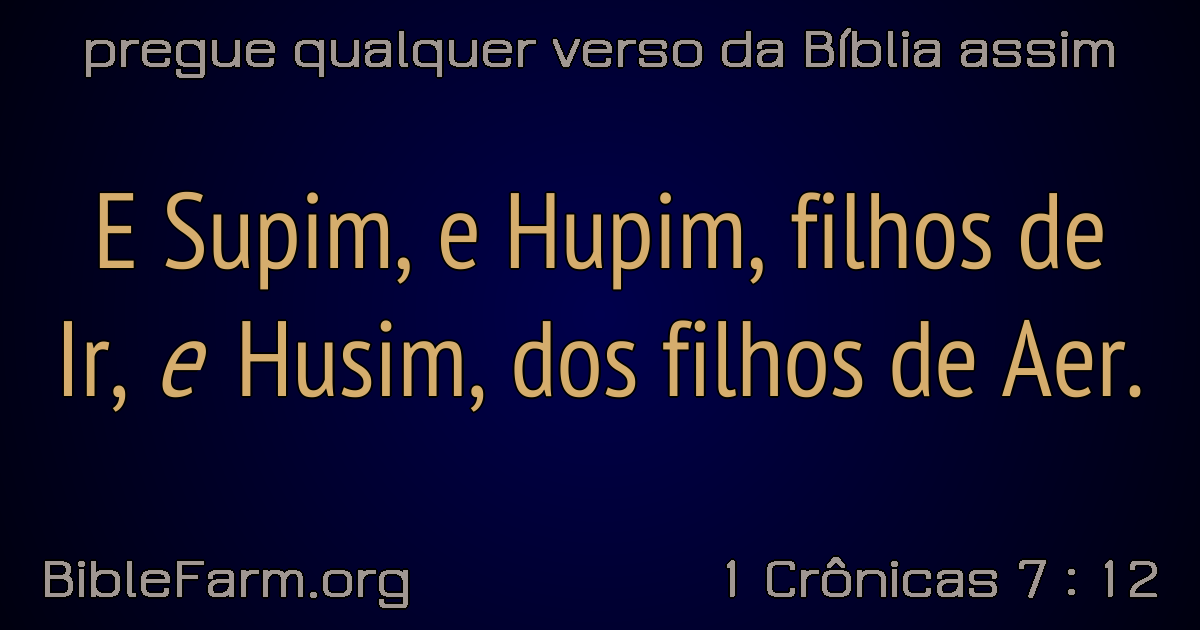 pregue qualquer verso da Bíblia assim
E Supim, e Hupim, filhos de
Ir, e Husim, dos filhos de Aer.
BibleFarm.org
1 Crônicas 7 : 12